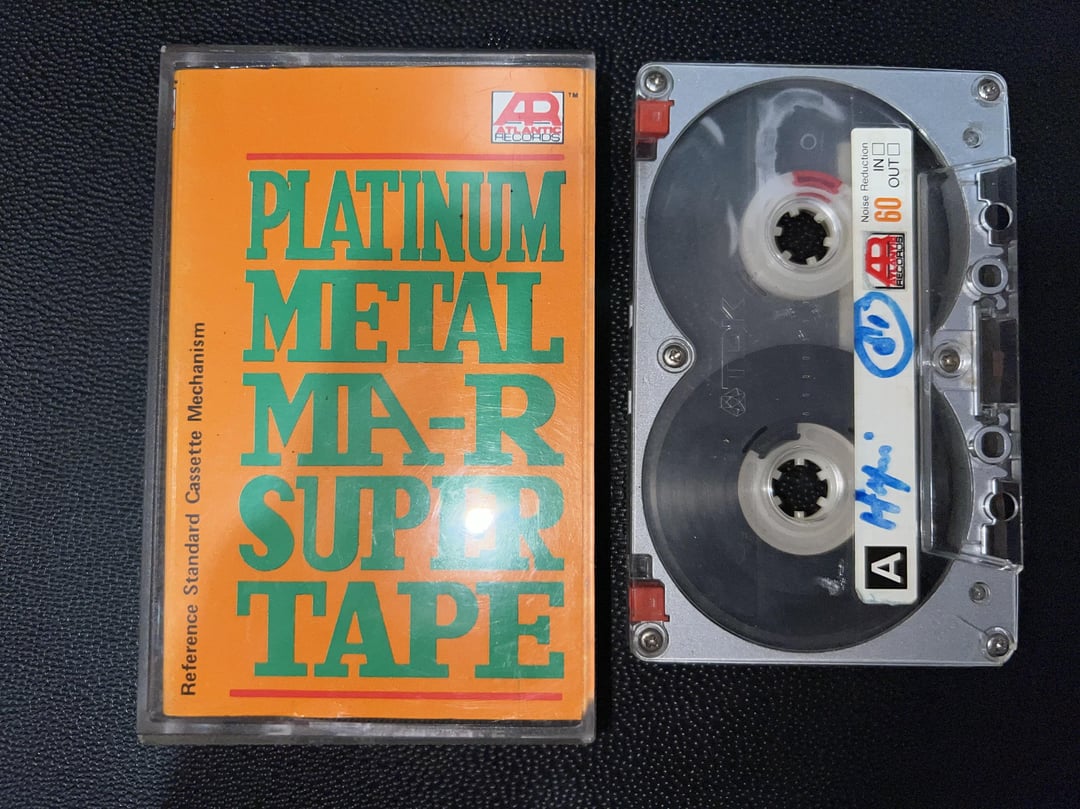 AR
ATLANTIC
RECORDS
TM
PLATINUM
METAL
MA-R
SUPER
TAPE
Reference Standard Cassette Mechanism
A
AR
ATLANTIC
RECORDS
60
Noise Reduction
IN
OUT
TDK